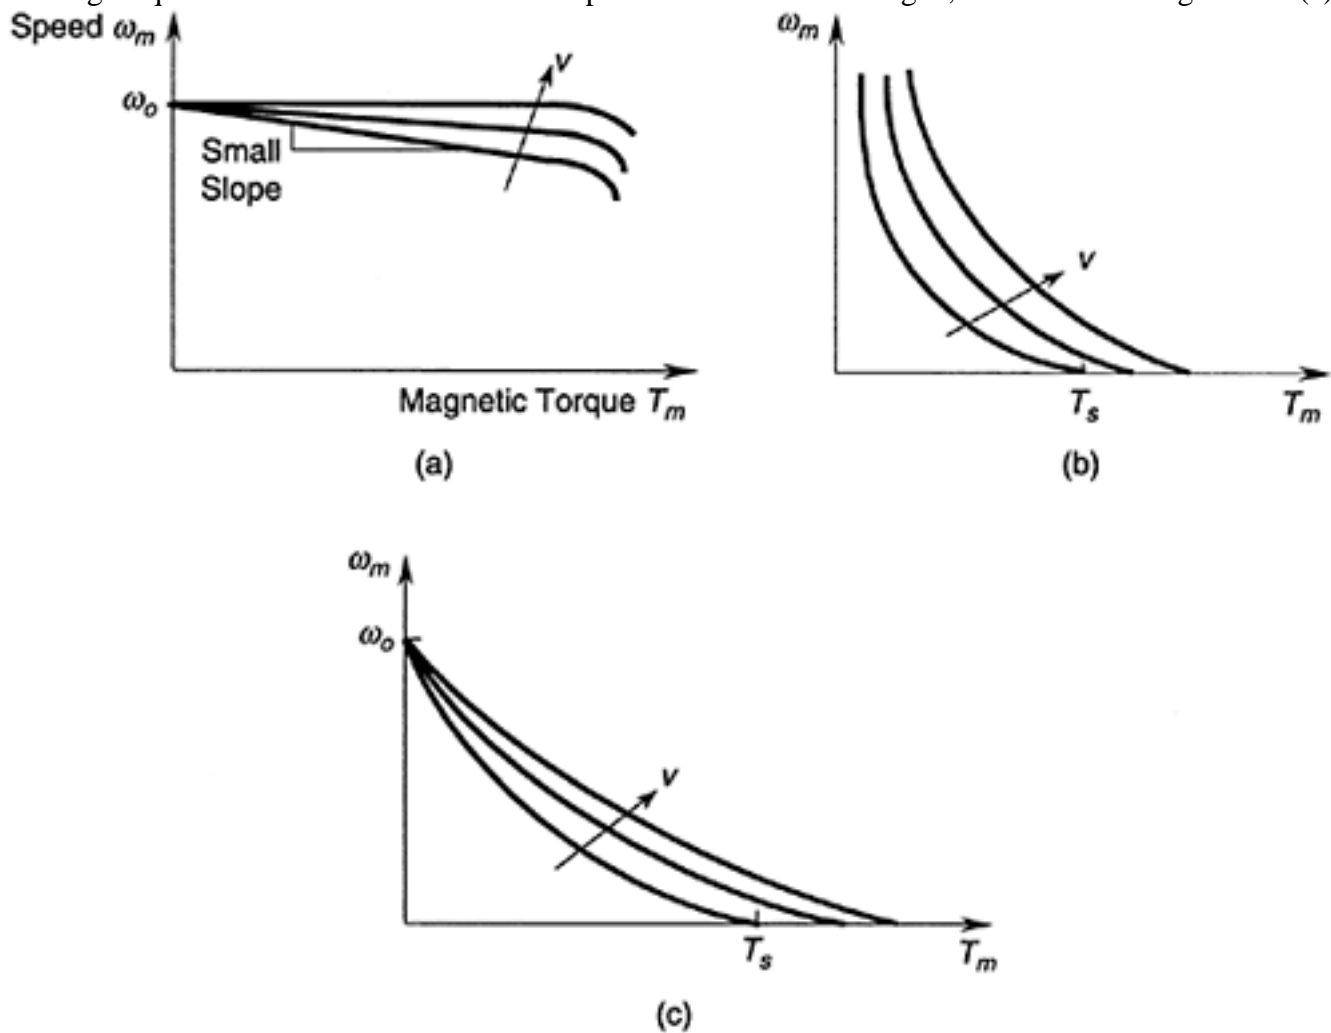 Speed ωm
ωo
v
Small
Slope
Magnetic Torque Tm
(a)
ωm
v
Ts
Tm
(b)
ωm
ωo
v
Ts
Tm
(c)